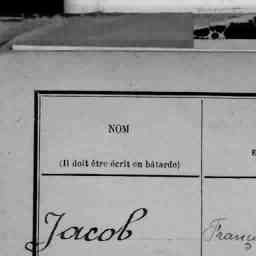 NOM
(Il doit être écrit en bâtarde)
Jacob